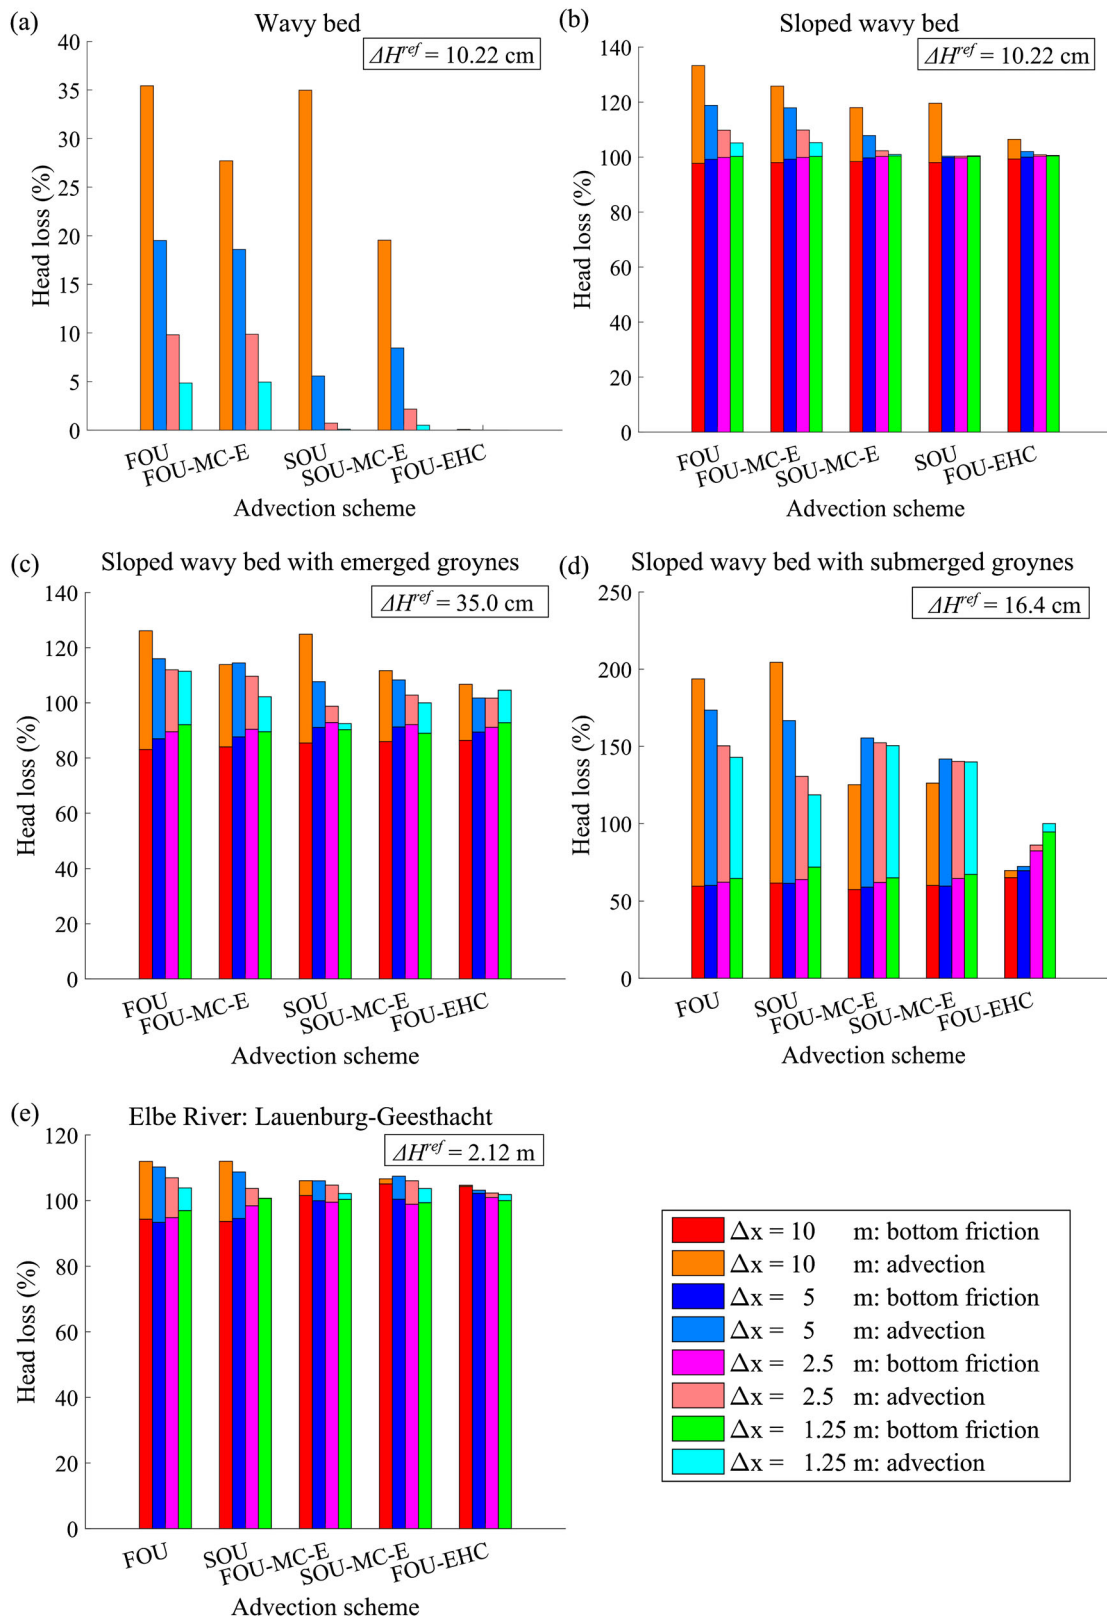 (a)
Wavy bed
ΔH^ref = 10.22 cm
Head loss (%)
40
35
30
25
20
15
10
5
0
FOU
FOU-MC-E
SOU
SOU-MC-E
FOU-EHC
Advection scheme
(b)
Sloped wavy bed
ΔH^ref = 10.22 cm
Head loss (%)
140
120
100
80
60
40
20
0
FOU
FOU-MC-E
SOU-MC-E
SOU
FOU-EHC
Advection scheme
(c)
Sloped wavy bed with emerged groynes
ΔH^ref = 35.0 cm
Head loss (%)
140
120
100
80
60
40
20
0
FOU
FOU-MC-E
SOU
SOU-MC-E
FOU-EHC
Advection scheme
(d)
Sloped wavy bed with submerged groynes
ΔH^ref = 16.4 cm
Head loss (%)
250
200
150
100
50
0
FOU
SOU
FOU-MC-E
SOU-MC-E
FOU-EHC
Advection scheme
(e)
Elbe River: Lauenburg-Geesthacht
ΔH^ref = 2.12 m
Head loss (%)
120
100
80
60
40
20
0
FOU
SOU
FOU-MC-E
SOU-MC-E
FOU-EHC
Advection scheme
Δx = 10 m: bottom friction
Δx = 10 m: advection
Δx = 5 m: bottom friction
Δx = 5 m: advection
Δx = 2.5 m: bottom friction
Δx = 2.5 m: advection
Δx = 1.25 m: bottom friction
Δx = 1.25 m: advection